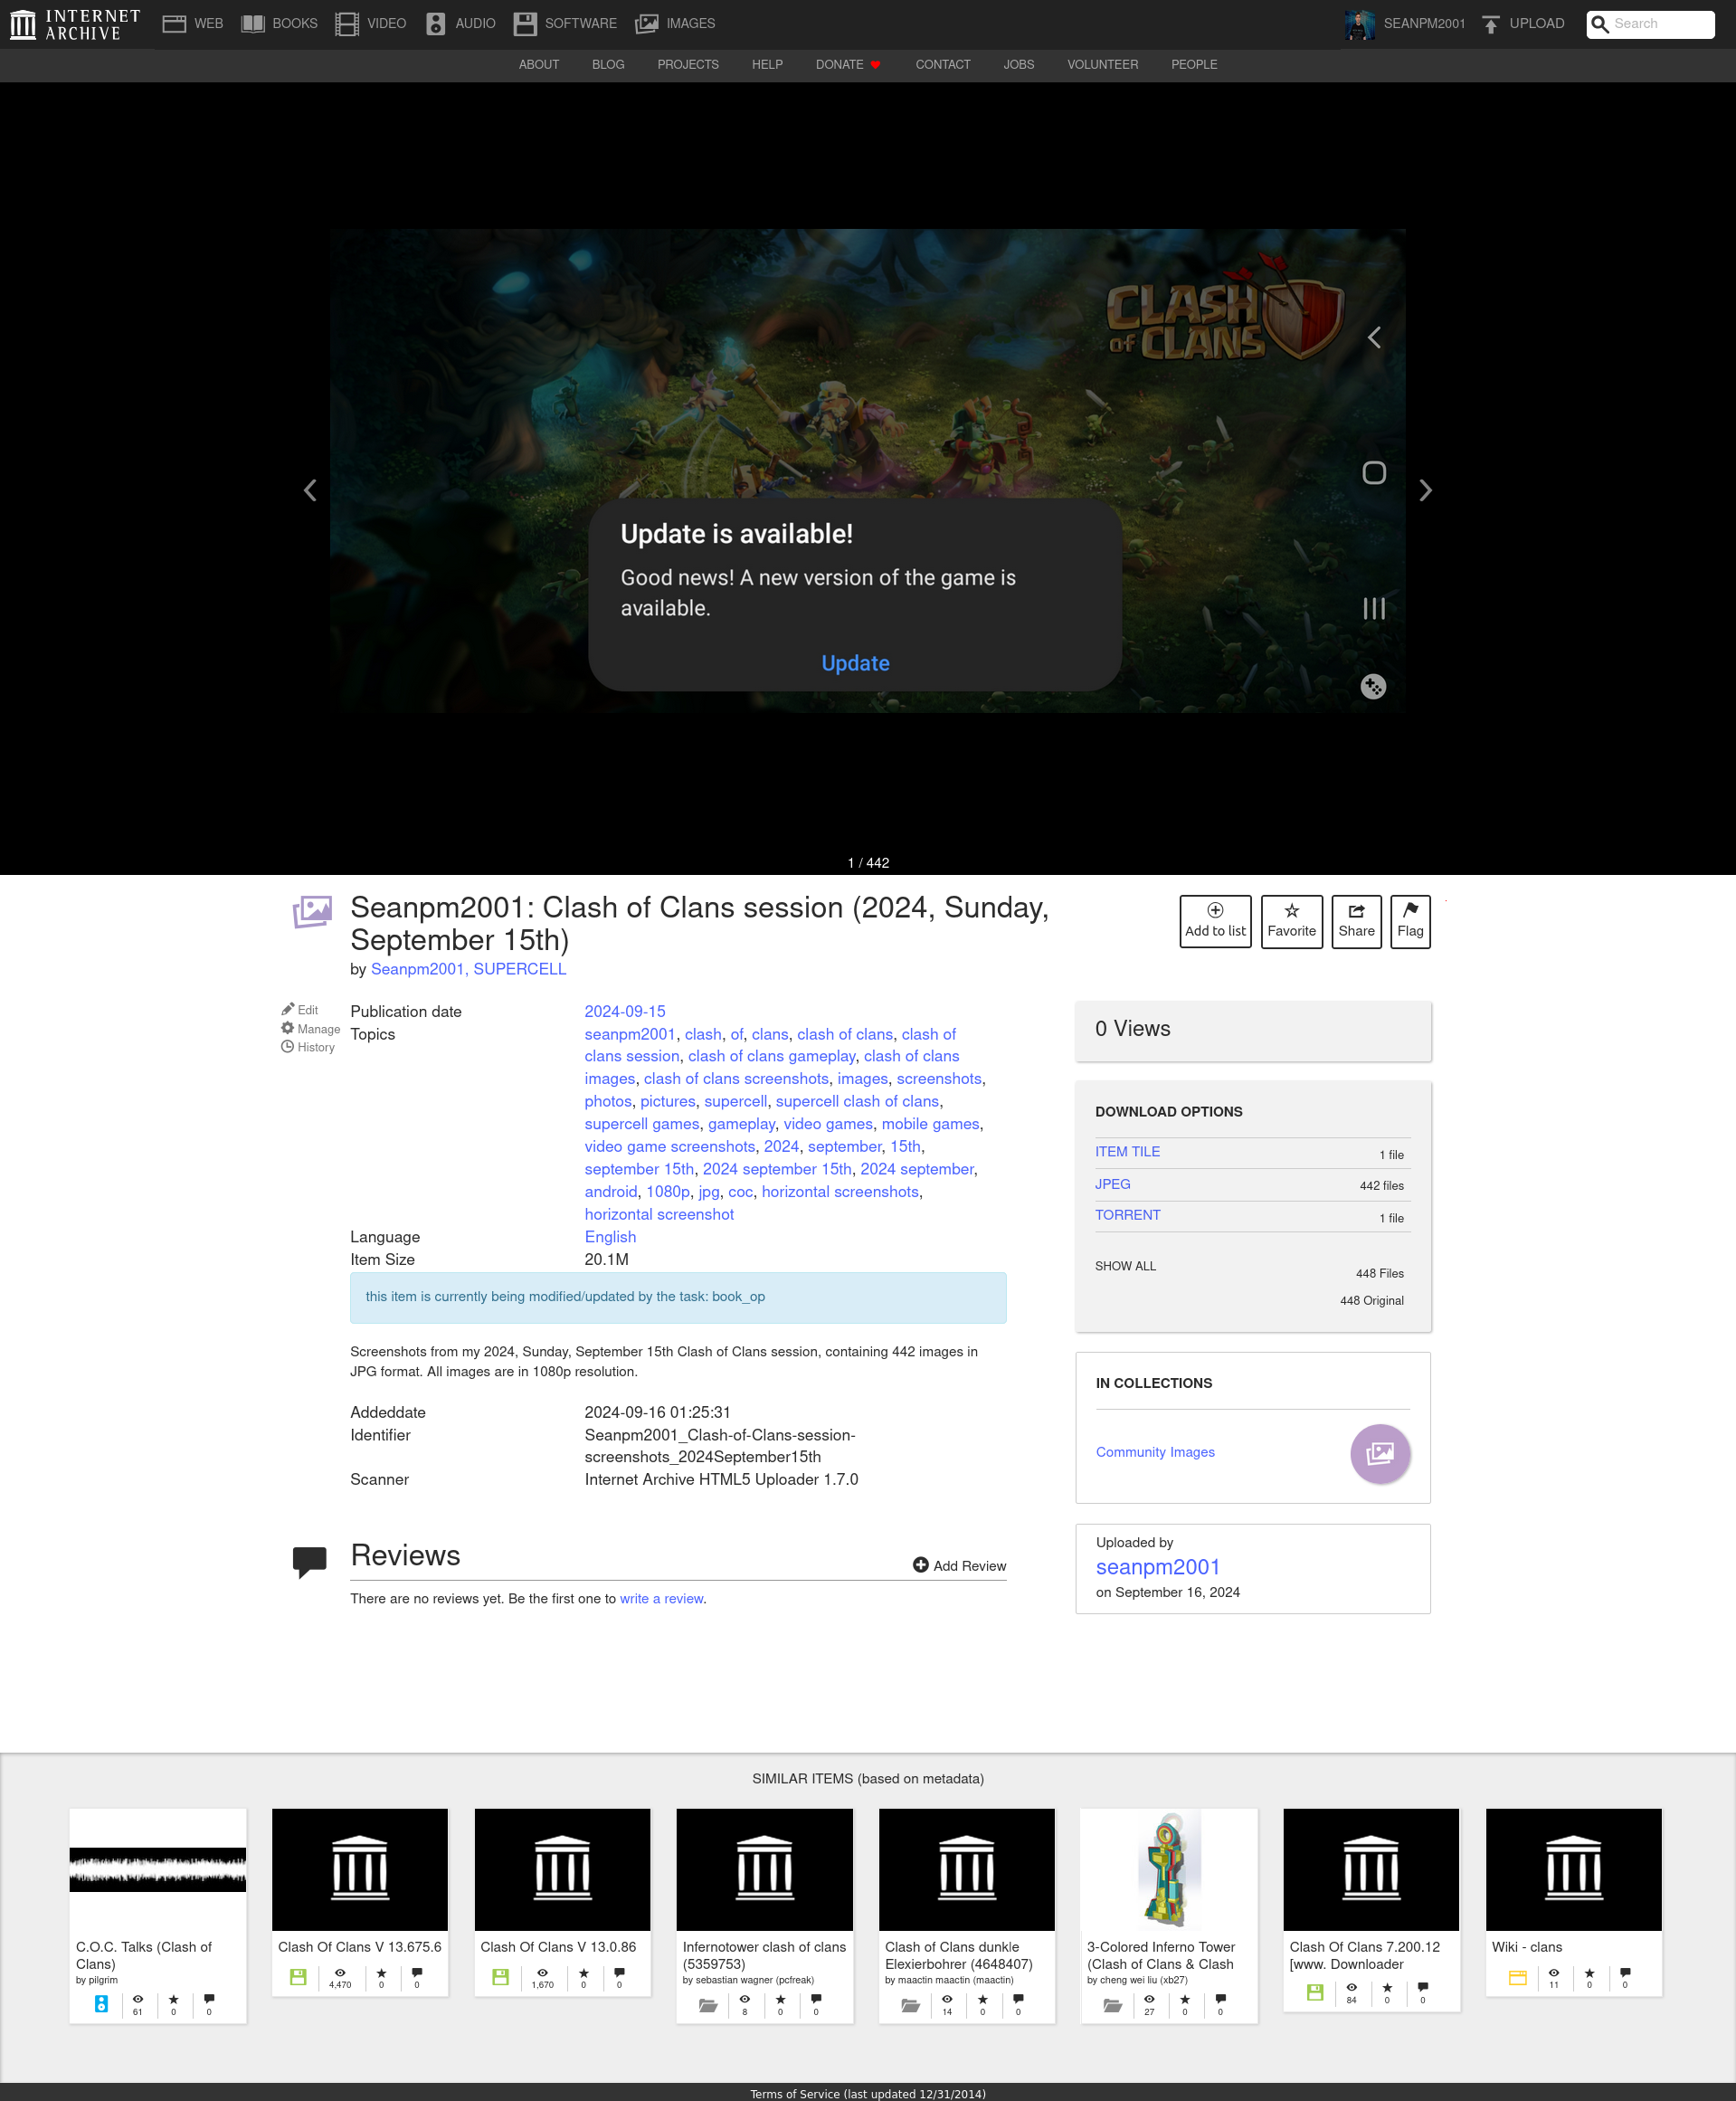 INTERNET
ARCHIVE
WEB BOOKS VIDEO AUDIO SOFTWARE IMAGES
SEANPM2001 UPLOAD Search
ABOUT BLOG PROJECTS HELP DONATE CONTACT JOBS VOLUNTEER PEOPLE
CLASH
OF CLANS
Update is available!
Good news! A new version of the game is
available.
Update
1 / 442
Seanpm2001: Clash of Clans session (2024, Sunday,
September 15th)
by Seanpm2001, SUPERCELL
Add to list Favorite Share Flag
Edit
Manage
History
Publication date 2024-09-15
Topics seanpm2001, clash, of, clans, clash of clans, clash of
clans session, clash of clans gameplay, clash of clans
images, clash of clans screenshots, images, screenshots,
photos, pictures, supercell, supercell clash of clans,
supercell games, gameplay, video games, mobile games,
video game screenshots, 2024, september, 15th,
september 15th, 2024 september 15th, 2024 september,
android, 1080p, jpg, coc, horizontal screenshots,
horizontal screenshot
Language English
Item Size 20.1M
this item is currently being modified/updated by the task: book_op
Screenshots from my 2024, Sunday, September 15th Clash of Clans session, containing 442 images in
JPG format. All images are in 1080p resolution.
Addeddate 2024-09-16 01:25:31
Identifier Seanpm2001_Clash-of-Clans-session-
screenshots_2024September15th
Scanner Internet Archive HTML5 Uploader 1.7.0
Reviews
Add Review
There are no reviews yet. Be the first one to write a review.
0 Views
DOWNLOAD OPTIONS
ITEM TILE 1 file
JPEG 442 files
TORRENT 1 file
SHOW ALL 448 Files
448 Original
IN COLLECTIONS
Community Images
Uploaded by
seanpm2001
on September 16, 2024
SIMILAR ITEMS (based on metadata)
C.O.C. Talks (Clash of
Clans)
by pilgrim
61 0 0
Clash Of Clans V 13.675.6
4,470 0 0
Clash Of Clans V 13.0.86
1,670 0 0
Infernotower clash of clans
(5359753)
by sebastian wagner (pcfreak)
8 0 0
Clash of Clans dunkle
Elexierbohrer (4648407)
by maactin maactin (maactin)
14 0 0
3-Colored Inferno Tower
(Clash of Clans & Clash
by cheng wei liu (xb27)
27 0 0
Clash Of Clans 7.200.12
[www. Downloader
84 0 0
Wiki - clans
11 0 0
Terms of Service (last updated 12/31/2014)